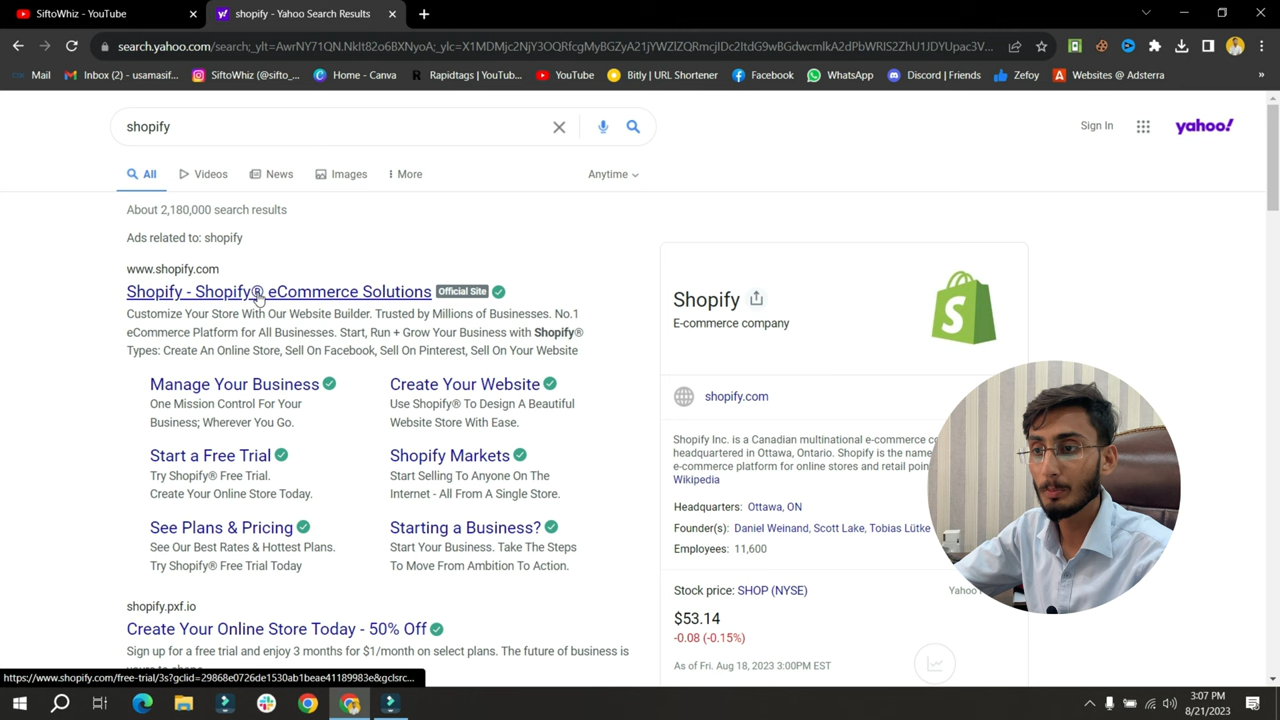 SiftoWhiz - YouTube
shopify - Yahoo Search Results
search.yahoo.com/search;_ylt=AwrNY71QN.NkIt82o6BXNyoA;_ylc=X1MDMjc2NjY3OQRfcgMyBGZyA21jYWZlZQRmcjIDc2ItdG9wBGdwcmlkA2dPbWRIS2ZhU1JDYUpac3V...
Mail
Inbox (2) - usamasif...
SiftoWhiz (@sifto_...
Home - Canva
Rapidtags | YouTub...
YouTube
Bitly | URL Shortener
Facebook
WhatsApp
Discord | Friends
Zefoy
Websites @ Adsterra
»
shopify
Sign In
yahoo!
All
Videos
News
Images
More
Anytime
About 2,180,000 search results
Ads related to: shopify
www.shopify.com
Shopify - Shopify® eCommerce Solutions Official Site
Customize Your Store With Our Website Builder. Trusted by Millions of Businesses. No.1
eCommerce Platform for All Businesses. Start, Run + Grow Your Business with Shopify®
Types: Create An Online Store, Sell On Facebook, Sell On Pinterest, Sell On Your Website
Manage Your Business
One Mission Control For Your
Business; Wherever You Go.
Create Your Website
Use Shopify® To Design A Beautiful
Website Store With Ease.
Start a Free Trial
Try Shopify® Free Trial.
Create Your Online Store Today.
Shopify Markets
Start Selling To Anyone On The
Internet - All From A Single Store.
See Plans & Pricing
See Our Best Rates & Hottest Plans.
Try Shopify® Free Trial Today
Starting a Business?
Start Your Business. Take The Steps
To Move From Ambition To Action.
shopify.pxf.io
Create Your Online Store Today - 50% Off
Sign up for a free trial and enjoy 3 months for $1/month on select plans. The future of business is
yours to shape
Shopify
E-commerce company
S
shopify.com
Shopify Inc. is a Canadian multinational e-commerce co
headquartered in Ottawa, Ontario. Shopify is the name
e-commerce platform for online stores and retail poin
Wikipedia
Headquarters: Ottawa, ON
Founder(s): Daniel Weinand, Scott Lake, Tobias Lütke
Employees: 11,600
Stock price: SHOP (NYSE)
Yahoo
$53.14
-0.08 (-0.15%)
As of Fri. Aug 18, 2023 3:00PM EST
https://www.shopify.com/free-trial/3s?gclid=29868e0726de1530ab1beae41189983e&gclsrc...
3:07 PM
8/21/2023